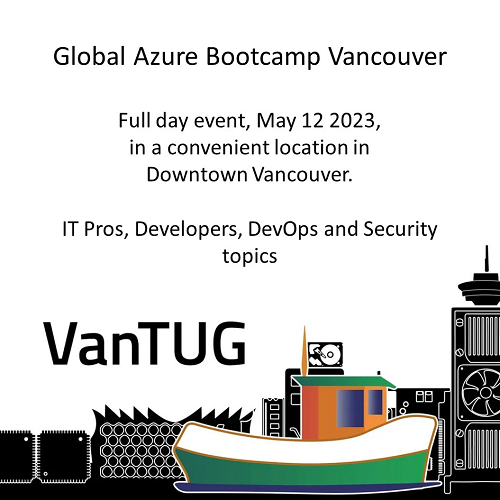 Global Azure Bootcamp Vancouver
Full day event, May 12 2023,
in a convenient location in
Downtown Vancouver.
IT Pros, Developers, DevOps and Security
topics
VanTUG